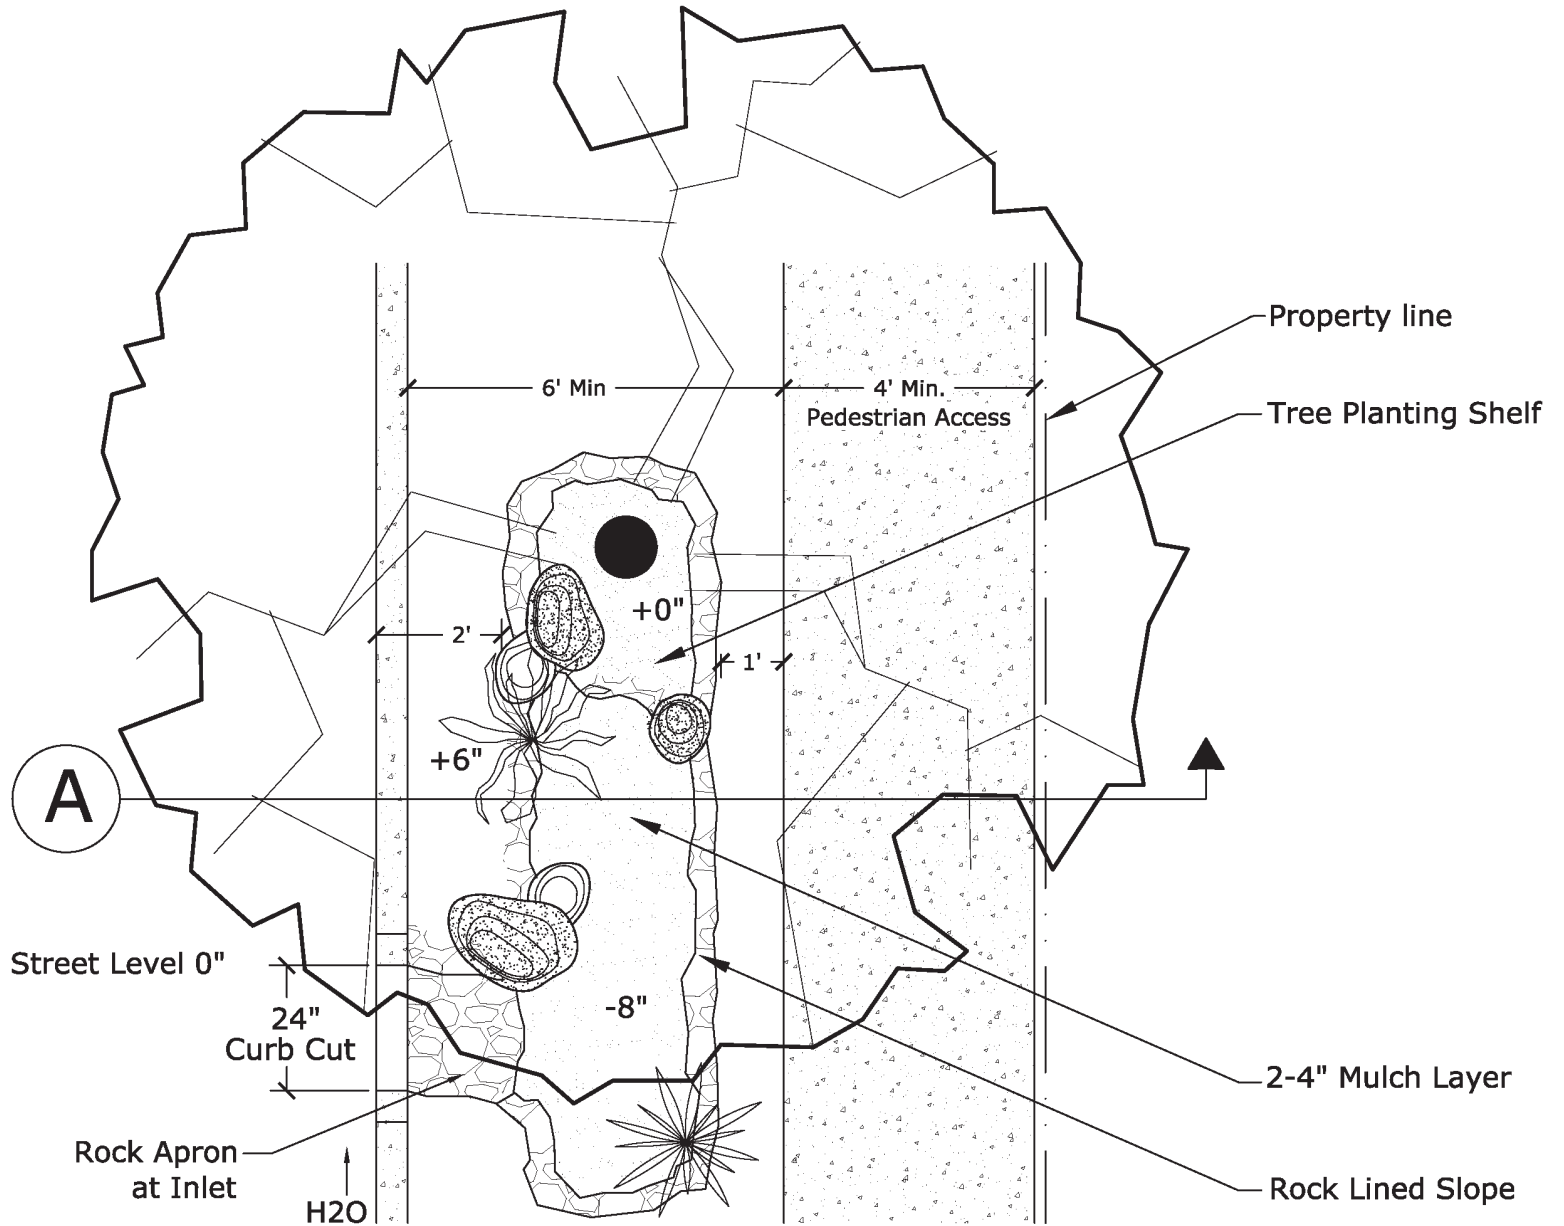 Property line
6' Min
4' Min.
Pedestrian Access
Tree Planting Shelf
+0"
2'
1'
+6"
A
Street Level 0"
24"
Curb Cut
-8"
2-4" Mulch Layer
Rock Apron
at Inlet
H2O
Rock Lined Slope